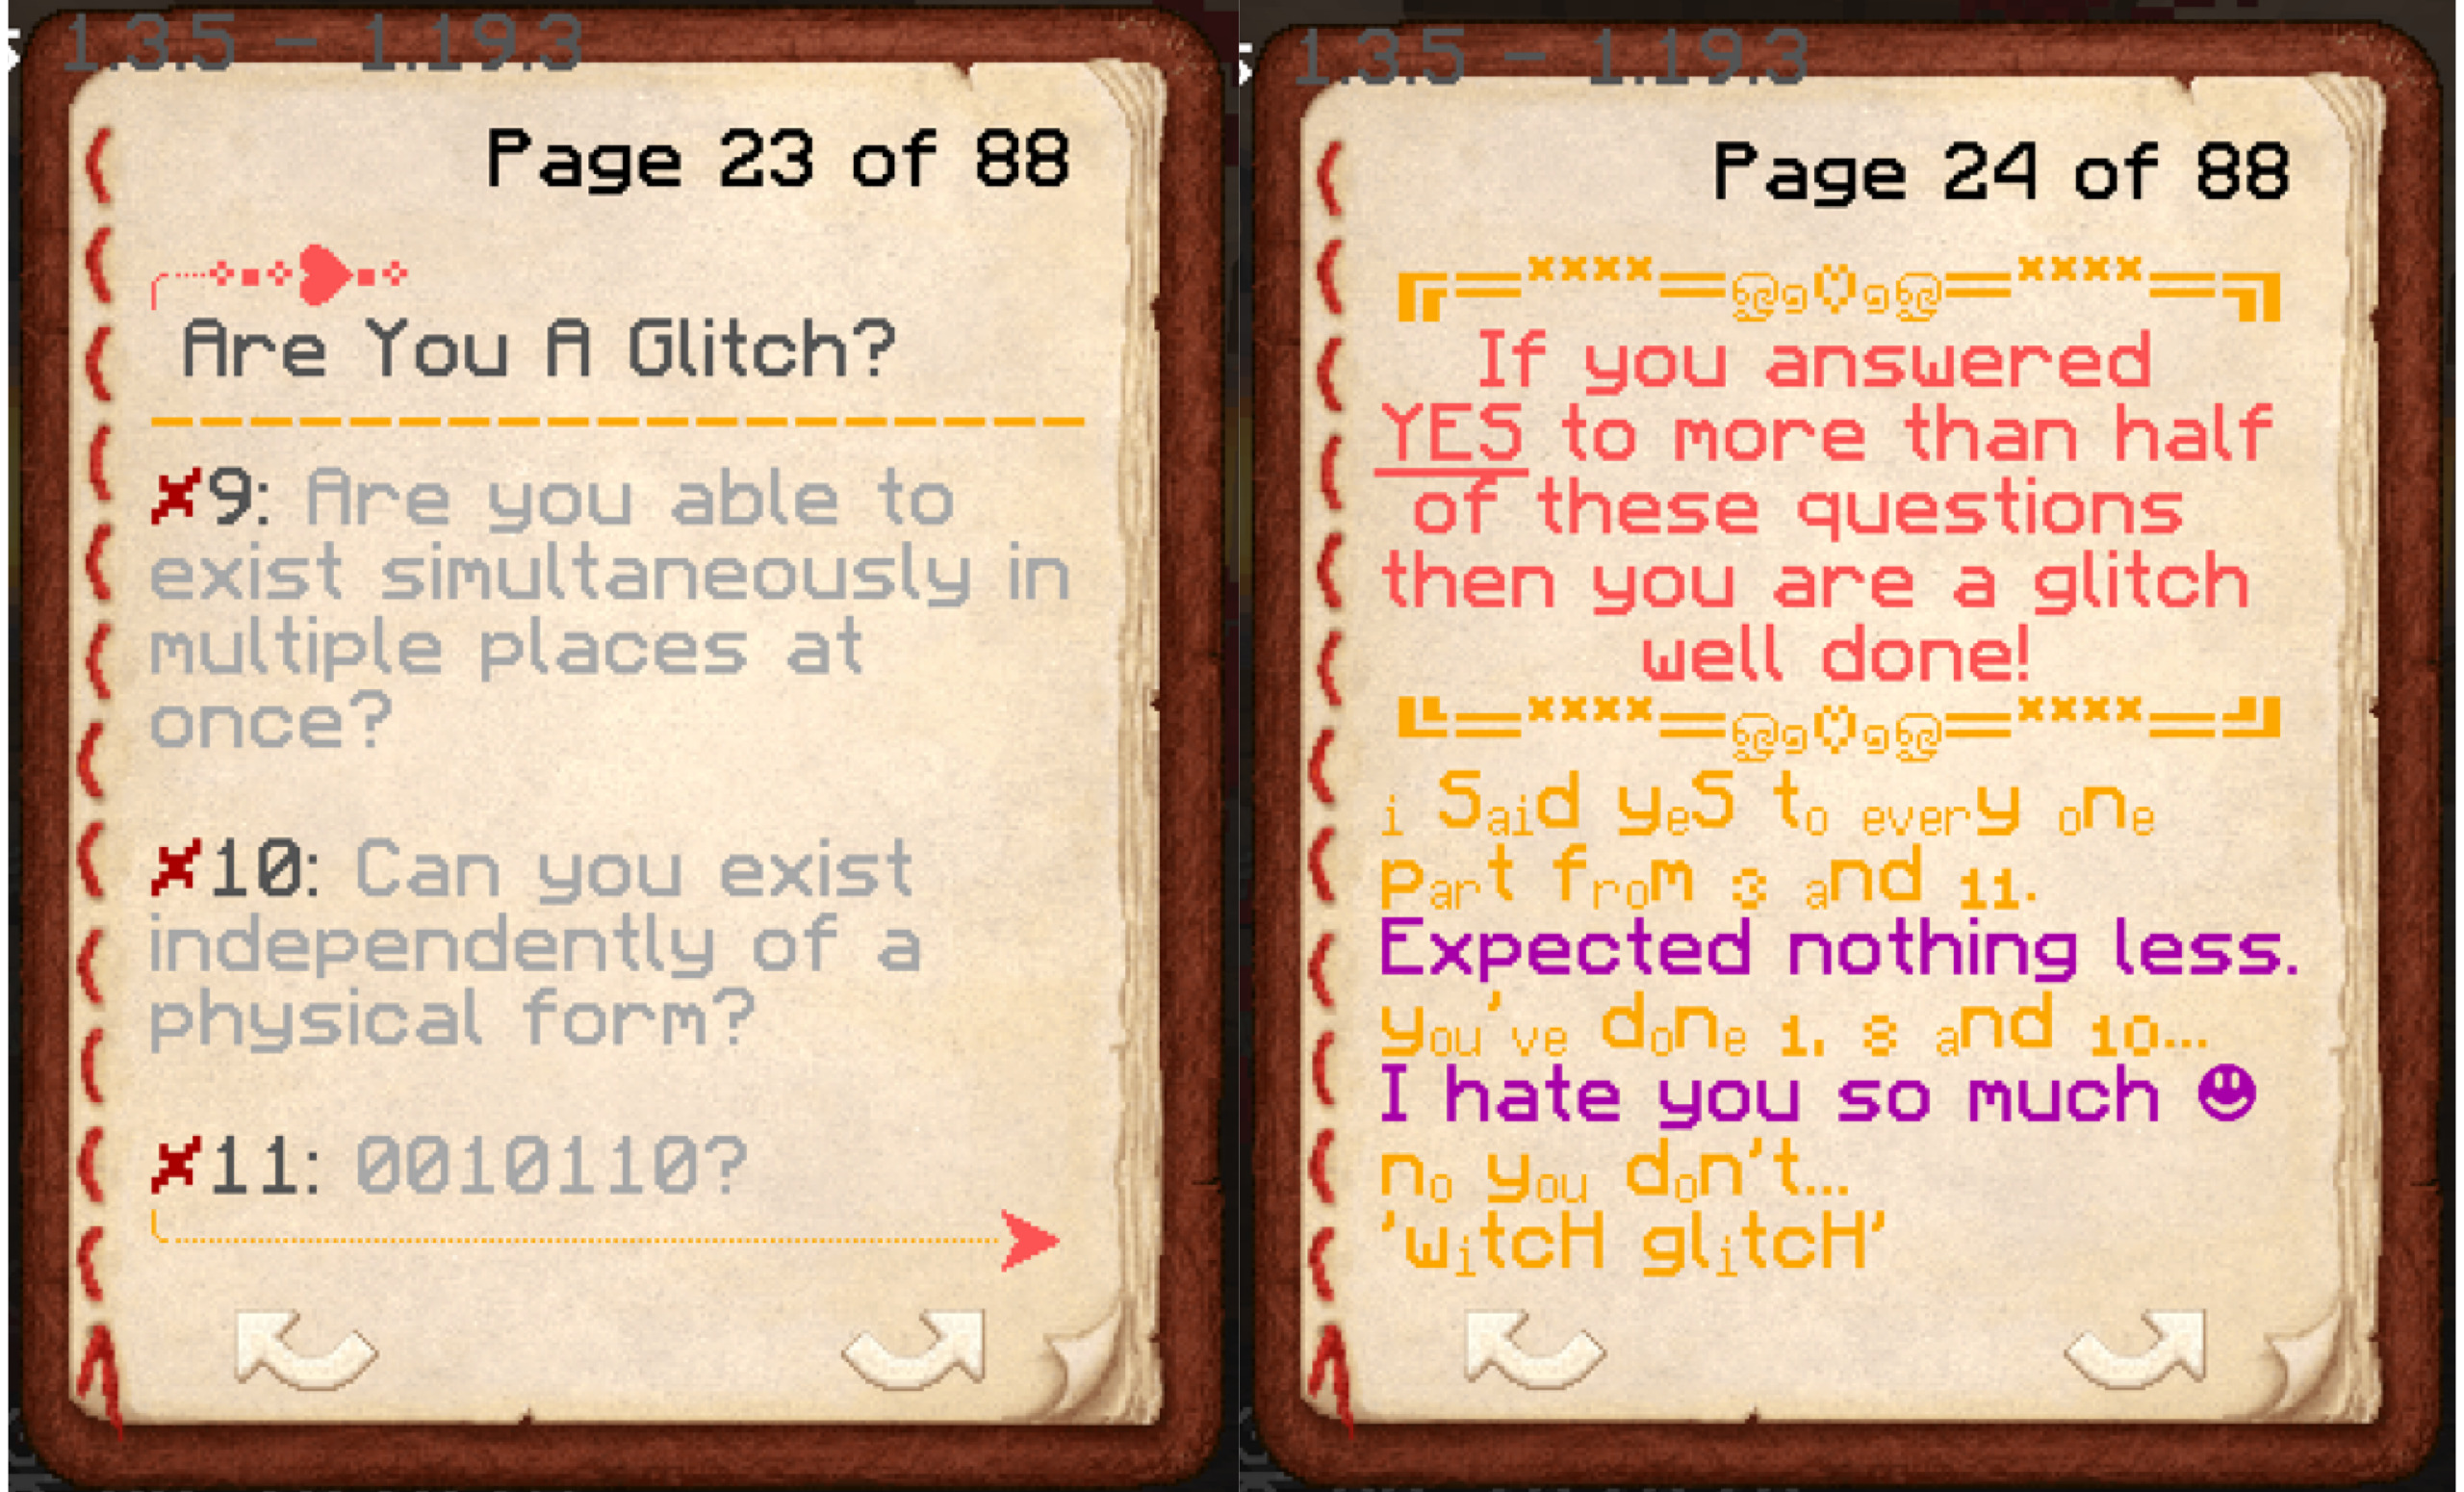 1.3.5 - 1.19.3
Page 23 of 88
Are You A Glitch?
9: Are you able to
exist simultaneously in
multiple places at
once?
10: Can you exist
independently of a
physical form?
11: 0010110?
1.3.5 - 1.19.3
Page 24 of 88
If you answered
YES to more than half
of these questions
then you are a glitch
well done!
i Said yeS to every one
part from 3 and 11.
Expected nothing less.
you've done 1, 8 and 10...
I hate you so much ☻
no you don't...
'witcH glitcH'